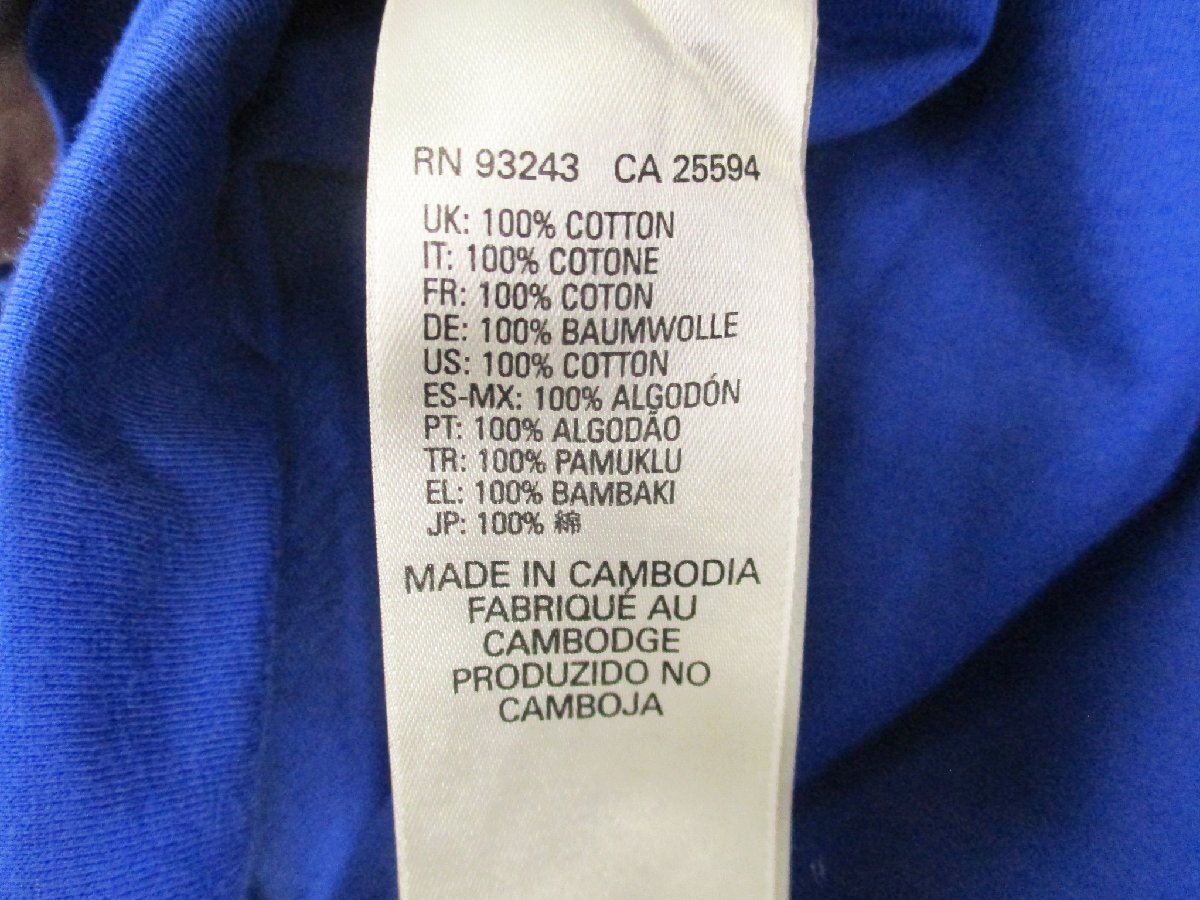 RN 93243 CA 25594
UK: 100% COTTON
IT: 100% COTONE
FR: 100% COTON
DE: 100% BAUMWOLLE
US: 100% COTTON
ES-MX: 100% ALGODÓN
PT: 100% ALGODÃO
TR: 100% PAMUKLU
EL: 100% BAMBAKI
JP: 100% 綿
MADE IN CAMBODIA
FABRIQUÉ AU
CAMBODGE
PRODUZIDO NO
CAMBOJA